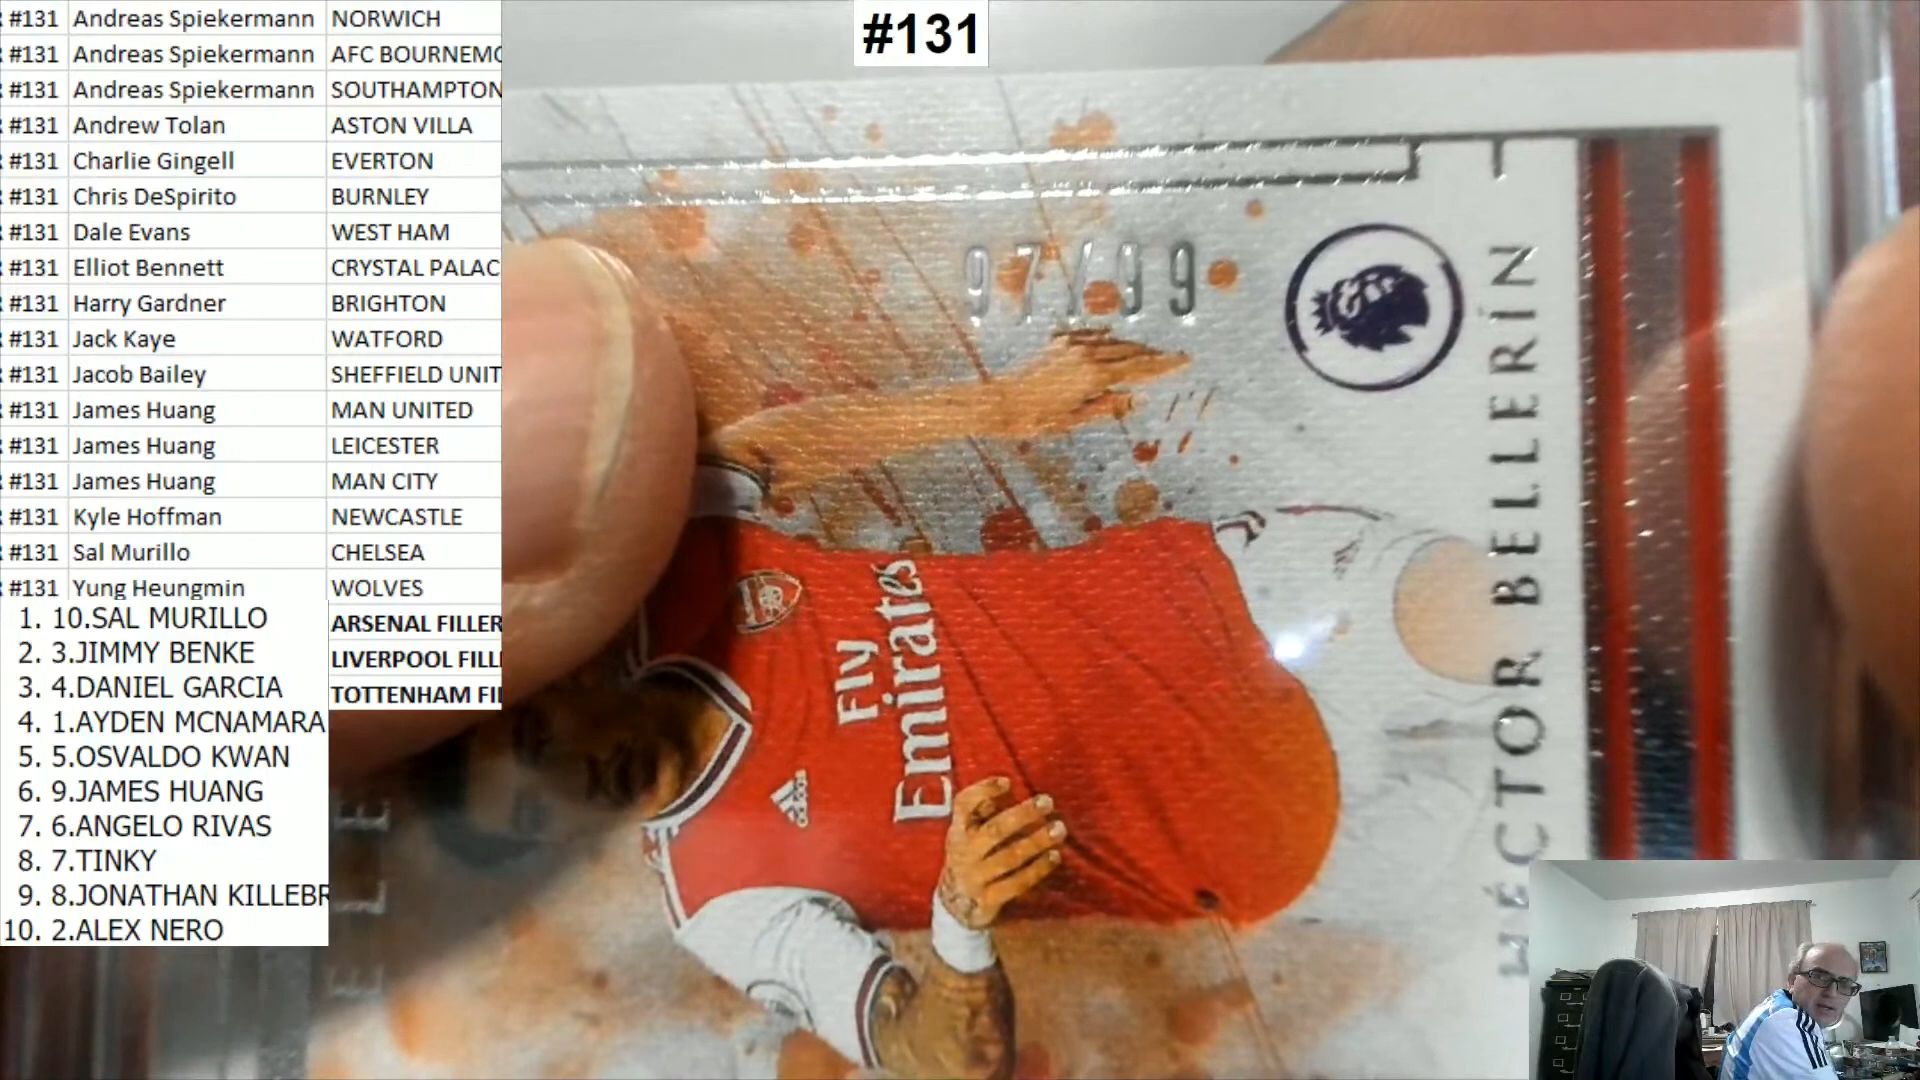 #131 Andreas Spiekermann NORWICH
#131 Andreas Spiekermann AFC BOURNEMO
#131 Andreas Spiekermann SOUTHAMPTON
#131 Andrew Tolan ASTON VILLA
#131 Charlie Gingell EVERTON
#131 Chris DeSpirito BURNLEY
#131 Dale Evans WEST HAM
#131 Elliot Bennett CRYSTAL PALAC
#131 Harry Gardner BRIGHTON
#131 Jack Kaye WATFORD
#131 Jacob Bailey SHEFFIELD UNIT
#131 James Huang MAN UNITED
#131 James Huang LEICESTER
#131 James Huang MAN CITY
#131 Kyle Hoffman NEWCASTLE
#131 Sal Murillo CHELSEA
#131 Yung Heungmin WOLVES
1. 10.SAL MURILLO
2. 3.JIMMY BENKE
3. 4.DANIEL GARCIA
4. 1.AYDEN MCNAMARA
5. 5.OSVALDO KWAN
6. 9.JAMES HUANG
7. 6.ANGELO RIVAS
8. 7.TINKY
9. 8.JONATHAN KILLEBR
10. 2.ALEX NERO
ARSENAL FILLER
LIVERPOOL FILL
TOTTENHAM FI
#131
97/99
HÉCTOR BELLERÍN
Fly
Emirates
adidas